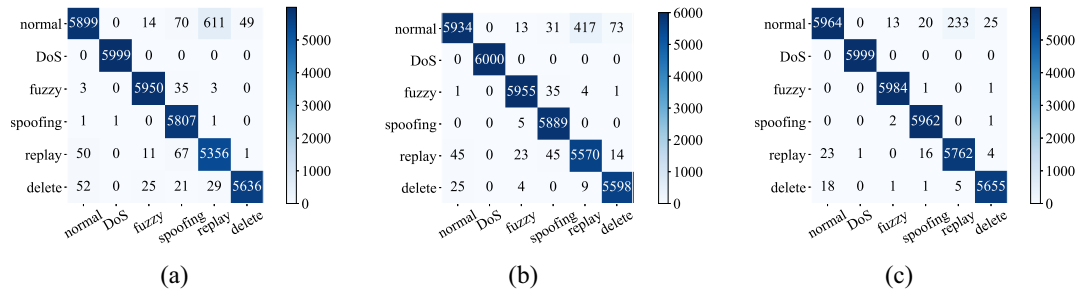 normal 5899 0 14 70 611 49
DoS 0 5999 0 0 0 0
fuzzy 3 0 5950 35 3 0
spoofing 1 1 0 5807 1 0
replay 50 0 11 67 5356 1
delete 52 0 25 21 29 5636
normal DoS fuzzy spoofing replay delete
5000
4000
3000
2000
1000
0
(a)
normal 5934 0 13 31 417 73
DoS 0 6000 0 0 0 0
fuzzy 1 0 5955 35 4 1
spoofing 0 0 5 5889 0 0
replay 45 0 23 45 5570 14
delete 25 0 4 0 9 5598
normal DoS fuzzy spoofing replay delete
6000
5000
4000
3000
2000
1000
0
(b)
normal 5964 0 13 20 233 25
DoS 0 5999 0 0 0 0
fuzzy 0 0 5984 1 0 1
spoofing 0 0 2 5962 0 1
replay 23 1 0 16 5762 4
delete 18 0 1 1 5 5655
normal DoS fuzzy spoofing replay delete
5000
4000
3000
2000
1000
0
(c)